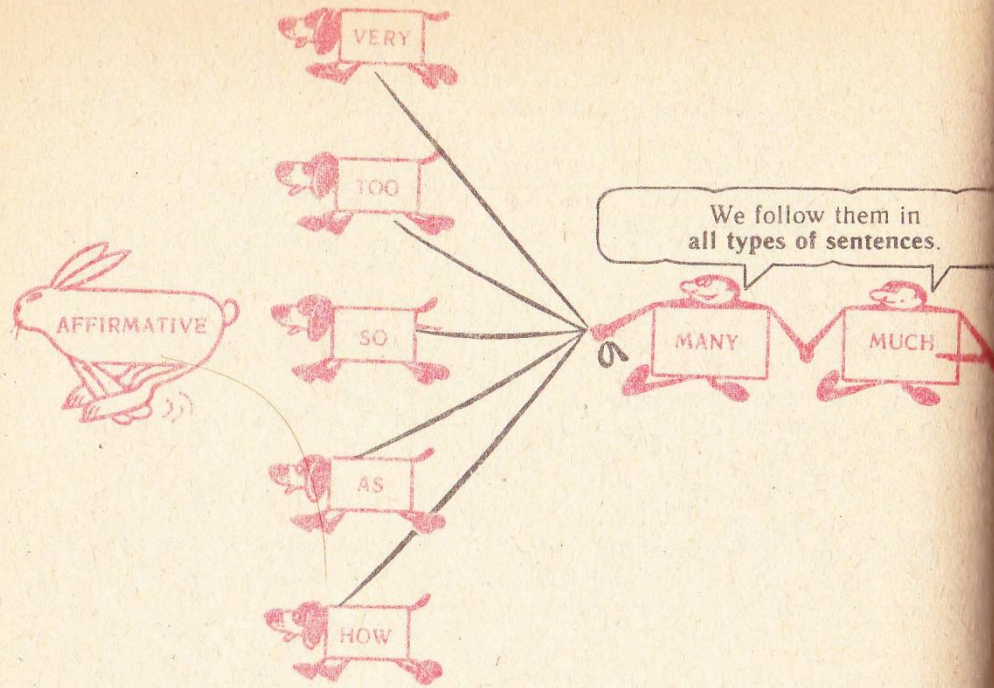 VERY
TOO
We follow them in
all types of sentences.
AFFIRMATIVE
SO
MANY
MUCH
AS
HOW